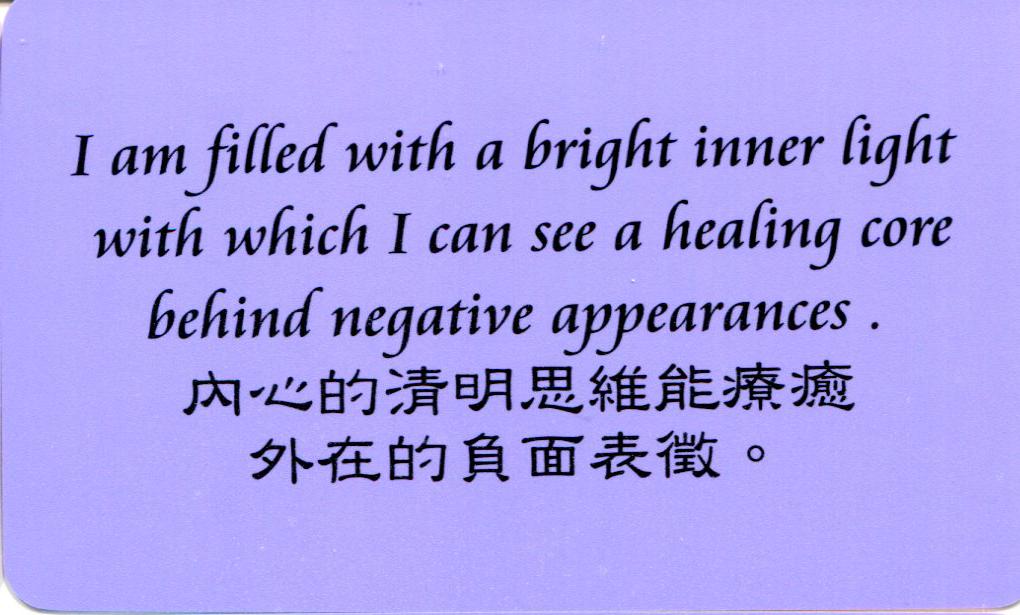 I am filled with a bright inner light
with which I can see a healing core
behind negative appearances .
內心的清明思維能療癒
外在的負面表徵。